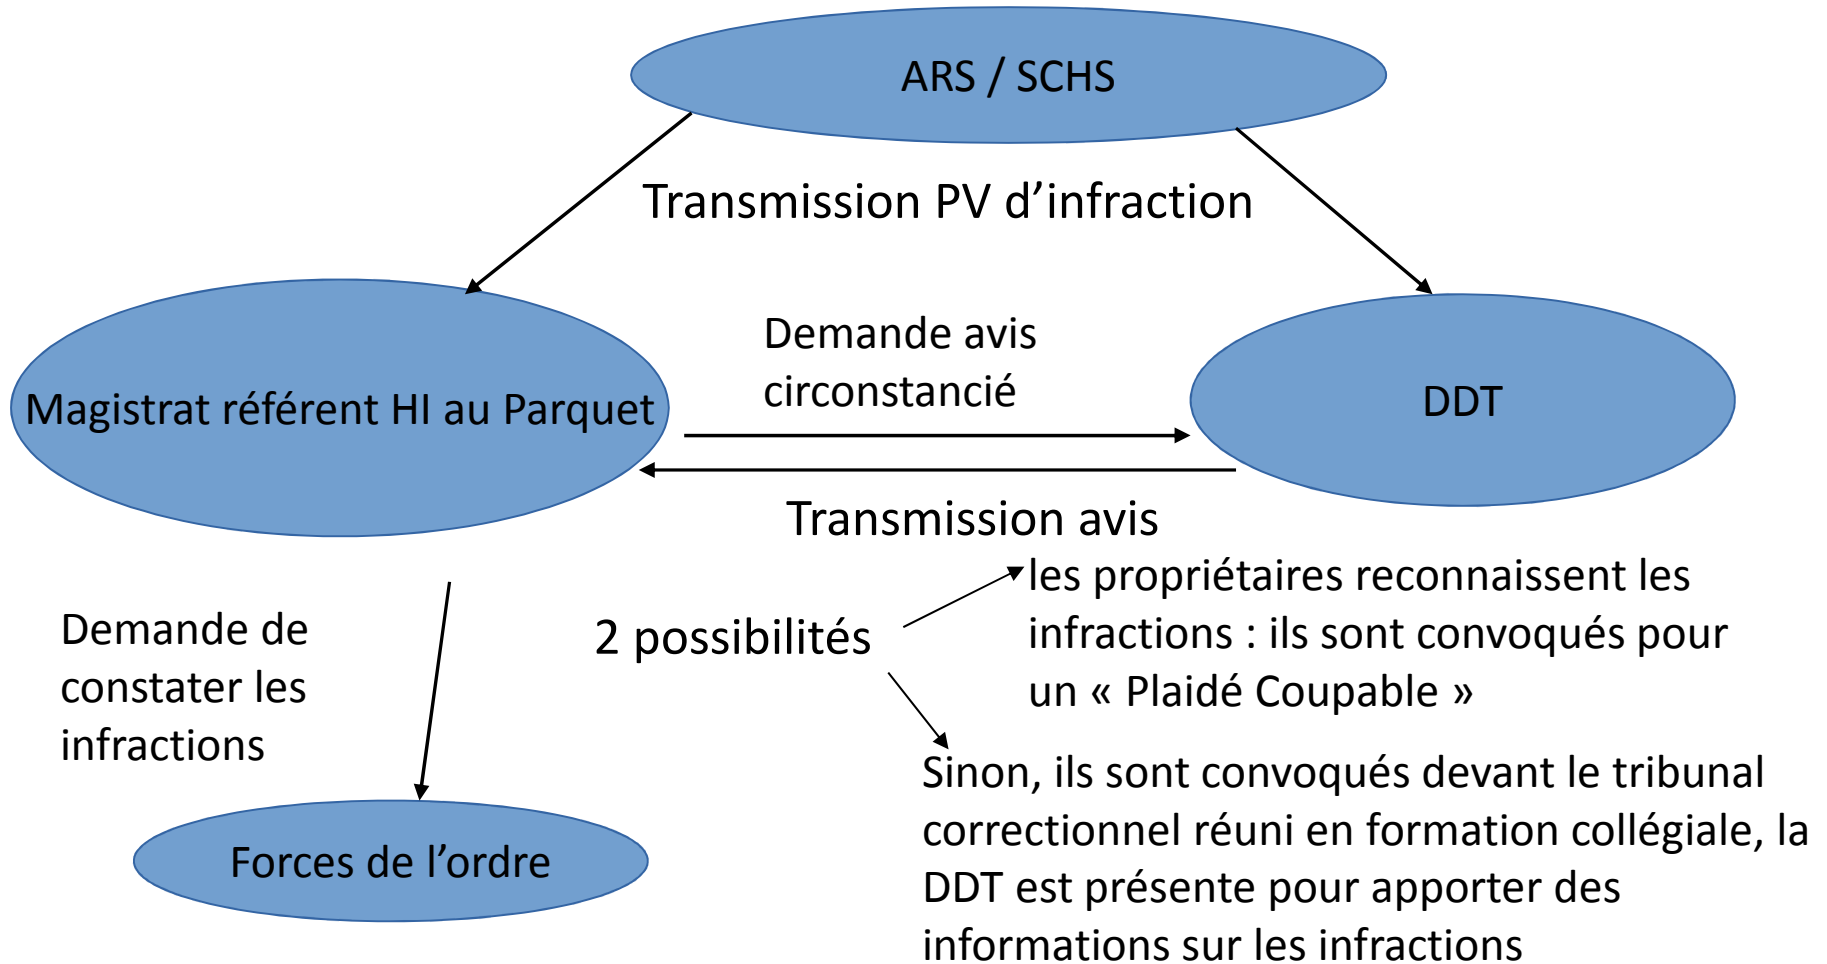 ARS / SCHS
Transmission PV d’infraction
Demande avis
circonstancié
Magistrat référent HI au Parquet
DDT
Transmission avis
les propriétaires reconnaissent les
infractions : ils sont convoqués pour
un « Plaidé Coupable »
2 possibilités
Demande de
constater les
infractions
Sinon, ils sont convoqués devant le tribunal
correctionnel réuni en formation collégiale, la
DDT est présente pour apporter des
informations sur les infractions
Forces de l’ordre